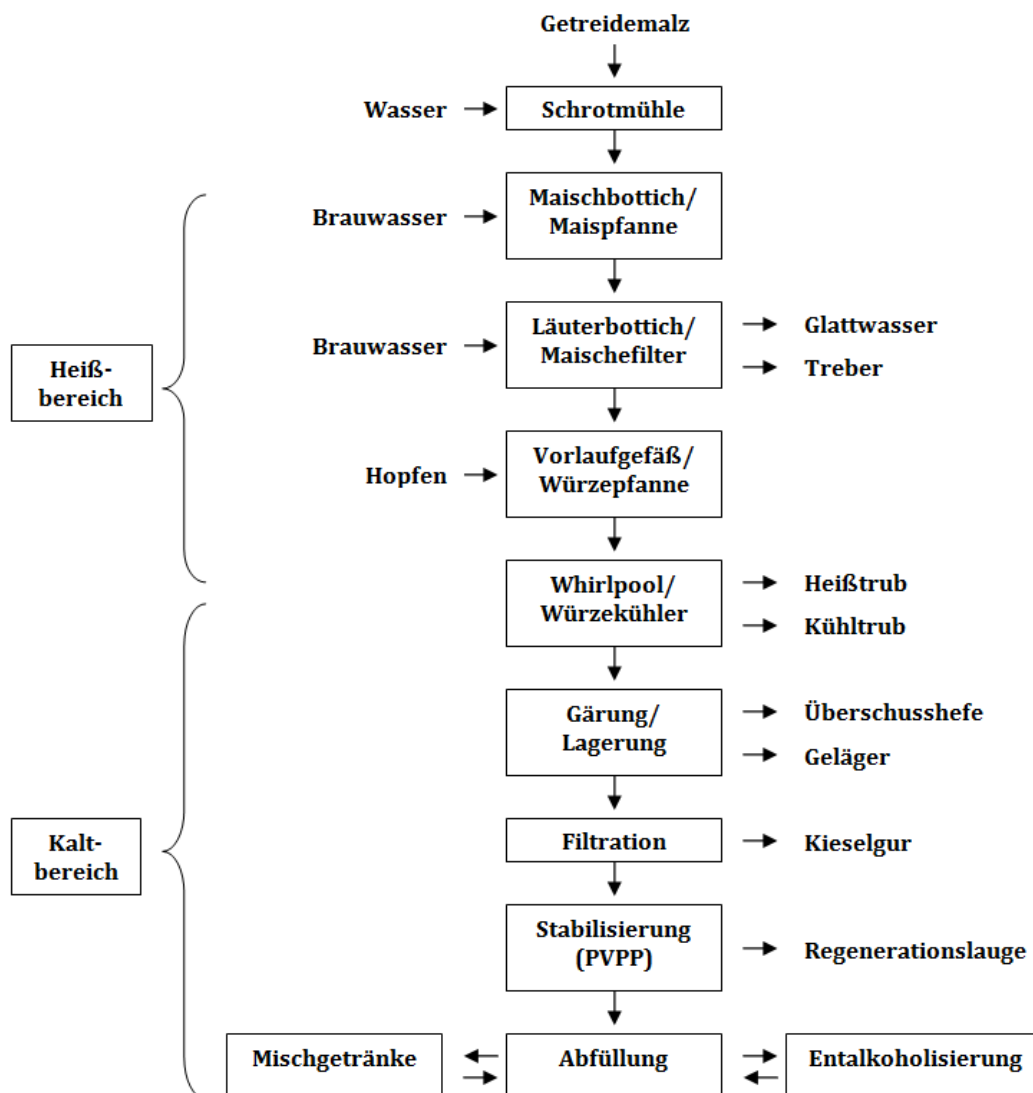 Getreidemalz
Wasser
Schrotmühle
Brauwasser
Maischbottich/
Maispfanne
Brauwasser
Läuterbottich/
Maischefilter
Glattwasser
Treber
Heiß-
bereich
Hopfen
Vorlaufgefäß/
Würzepfanne
Whirlpool/
Würzekühler
Heißtrub
Kühltrub
Gärung/
Lagerung
Überschusshefe
Geläger
Kalt-
bereich
Filtration
Kieselgur
Stabilisierung
(PVPP)
Regenerationslauge
Mischgetränke
Abfüllung
Entalkoholisierung